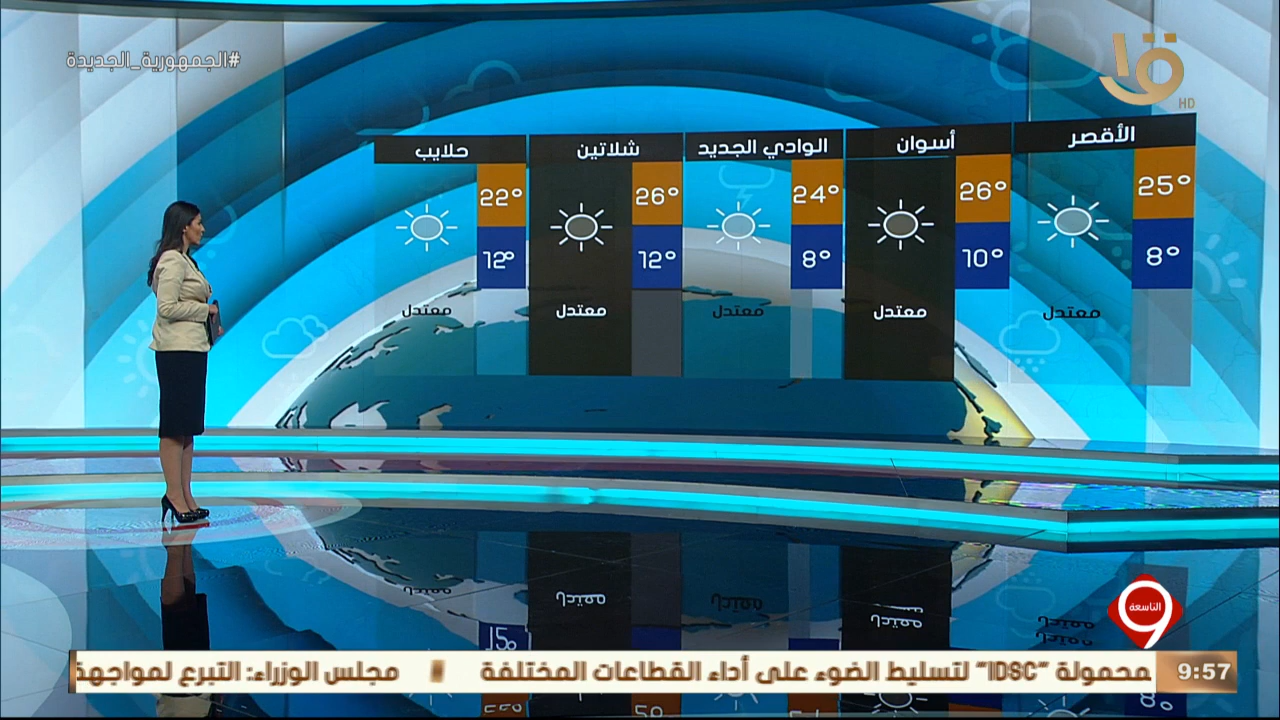 #الجمهورية_الجديدة
HD
الأقصر
25°
8°
معتدل
أسوان
26°
10°
معتدل
الوادي الجديد
24°
8°
معتدل
شلاتين
26°
12°
معتدل
حلايب
22°
12°
معتدل
التاسعة
9
9:57
محمولة "IDSC" لتسليط الضوء على أداء القطاعات المختلفة
مجلس الوزراء: التبرع لمواجهة